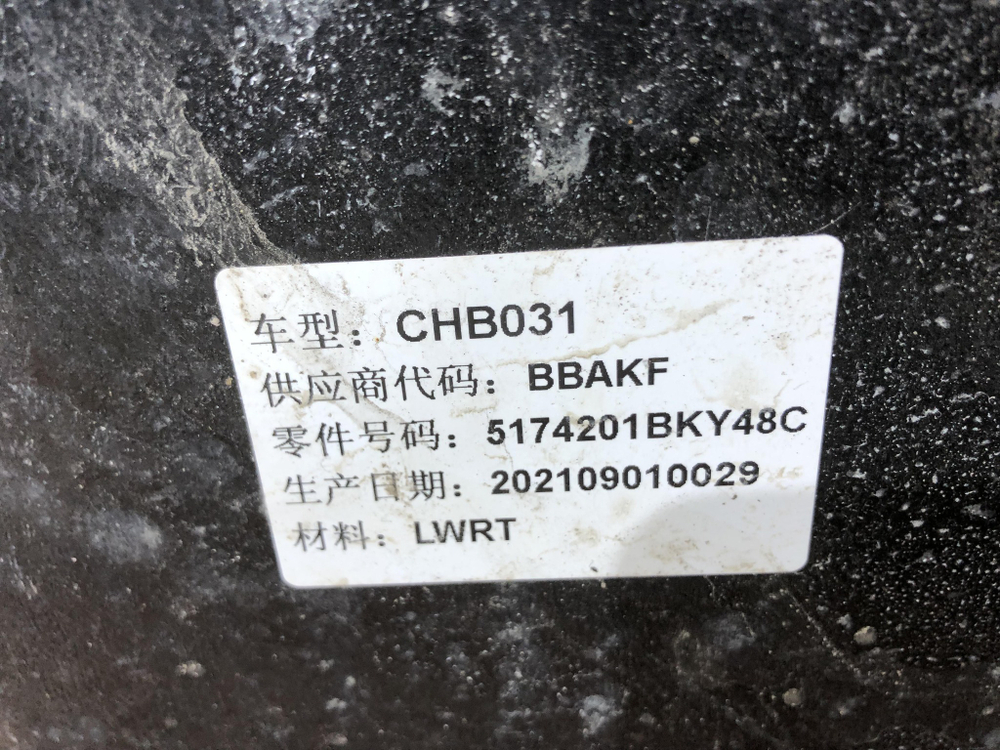 车型：CHB031
供应商代码：BBAKF
零件号码：5174201BKY48C
生产日期：202109010029
材料：LWRT